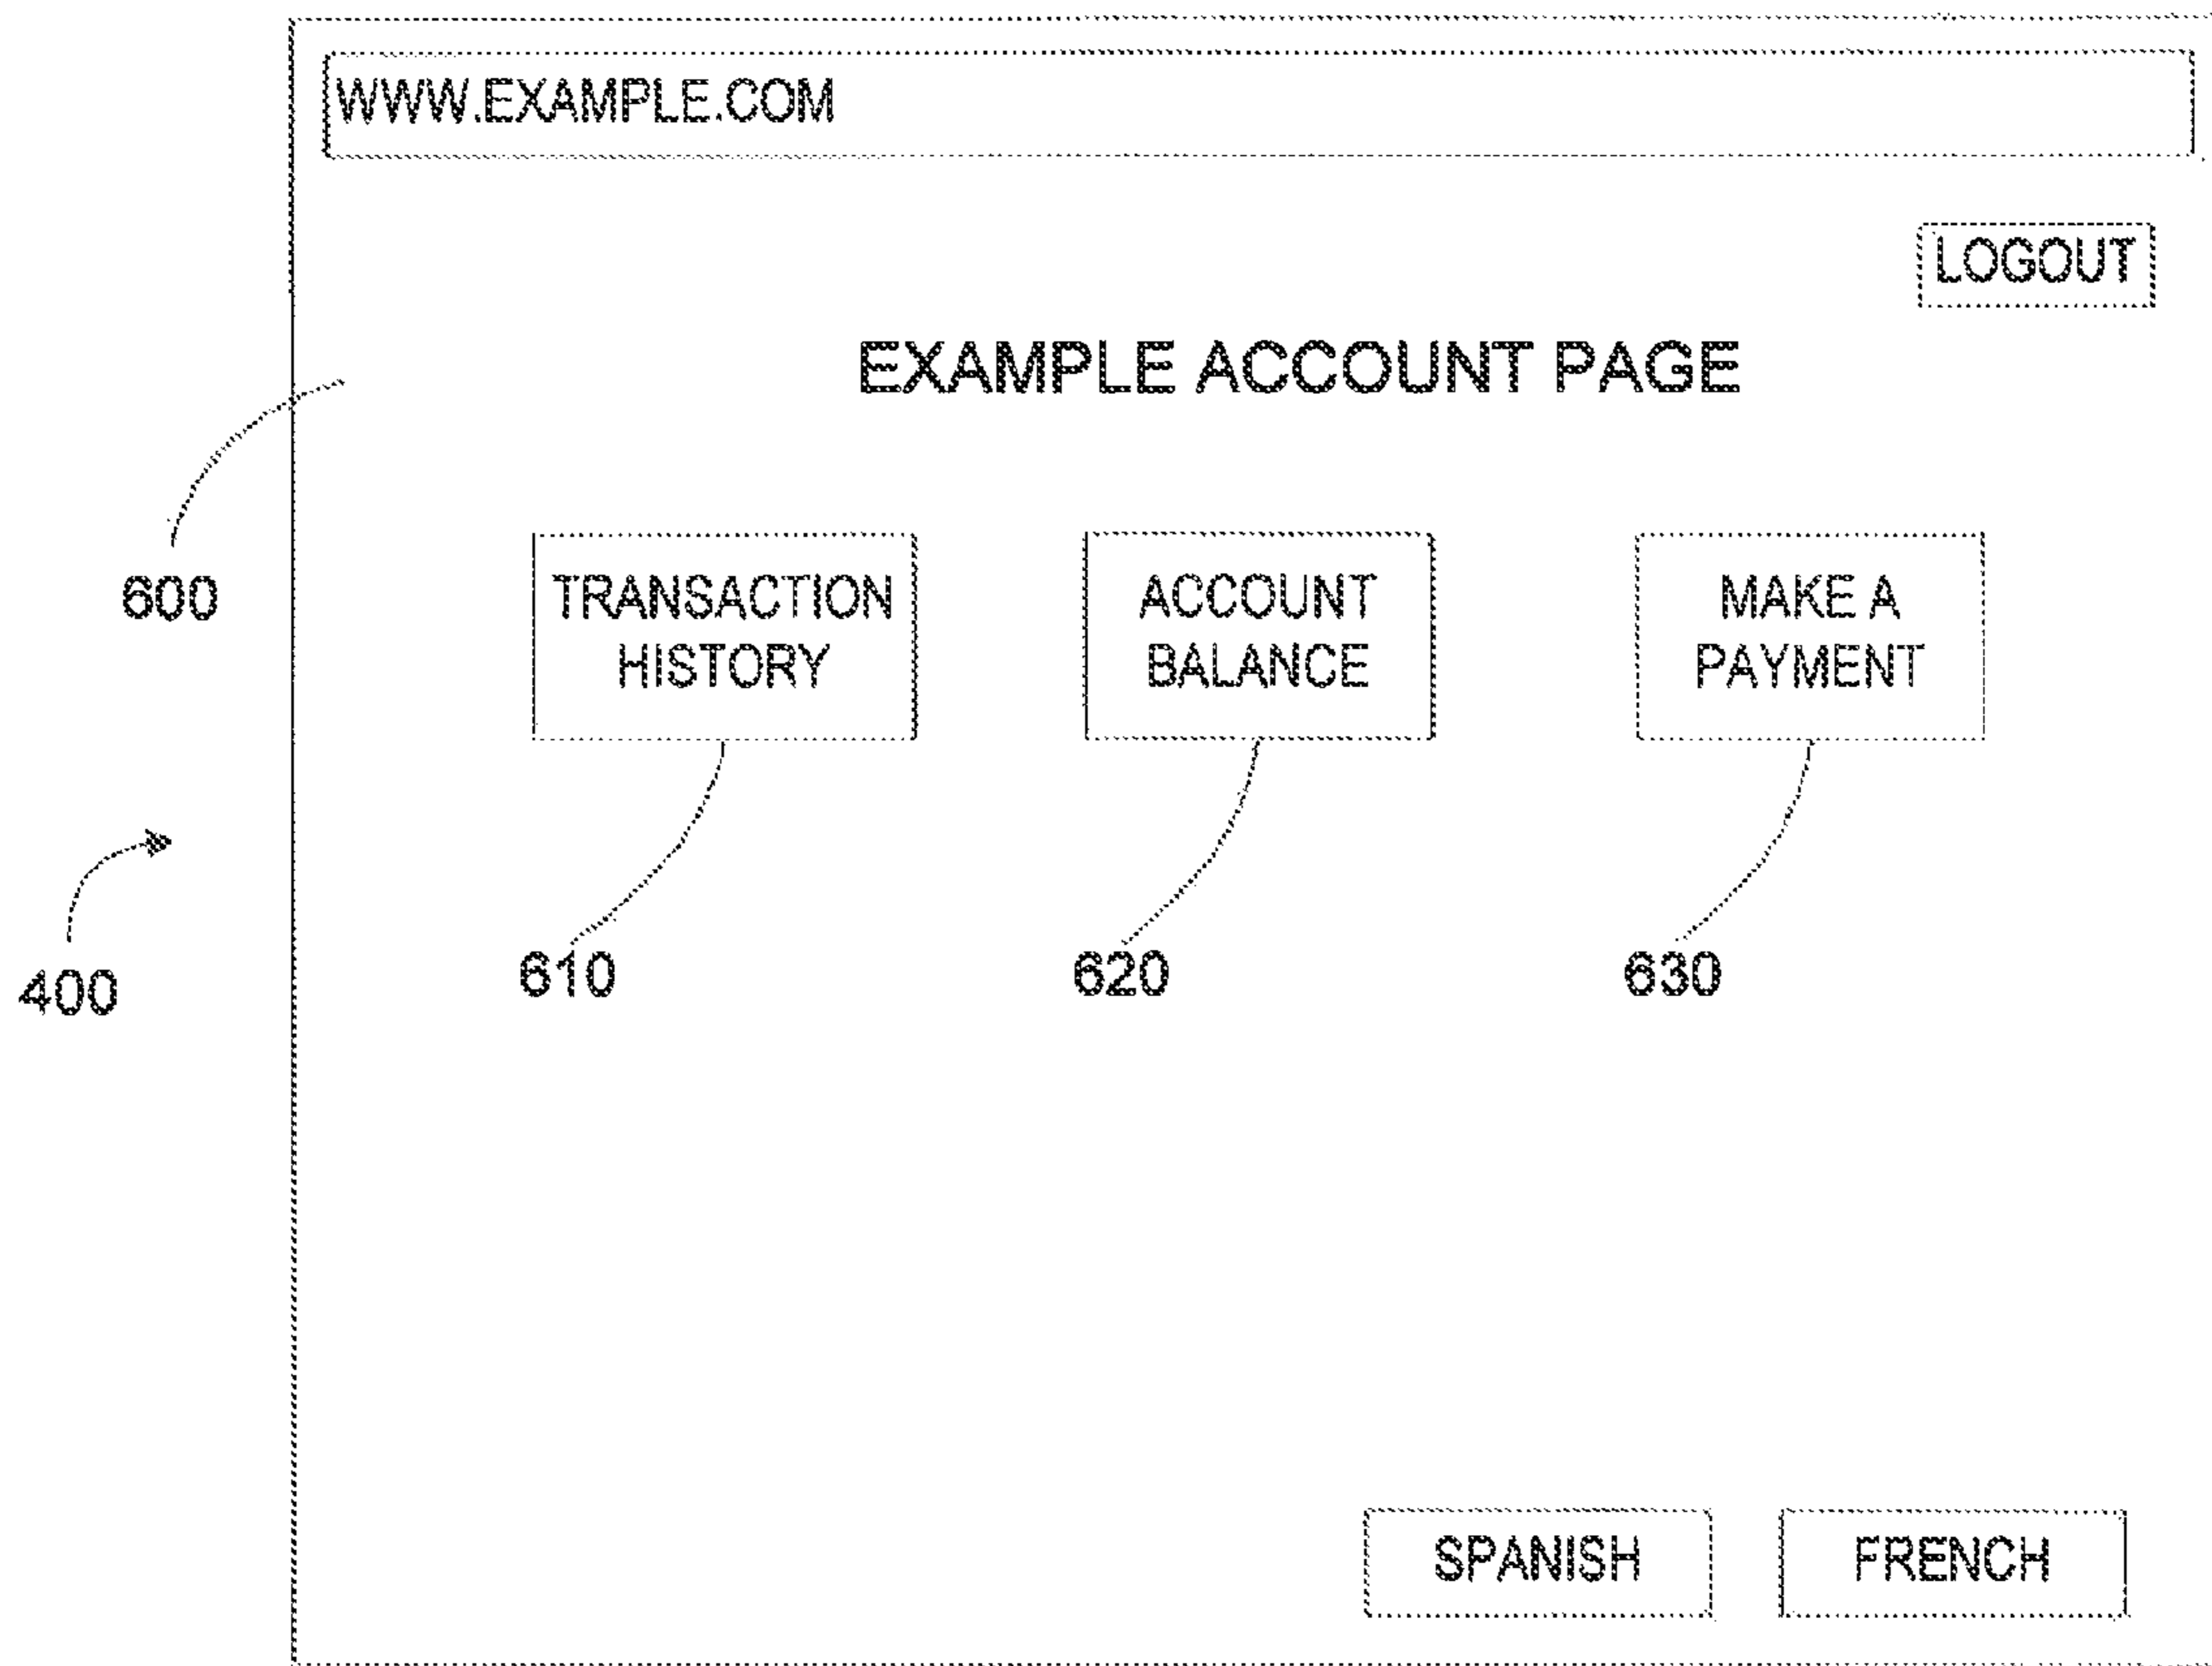 WWW.EXAMPLE.COM
LOGOUT
EXAMPLE ACCOUNT PAGE
600
TRANSACTION
HISTORY
ACCOUNT
BALANCE
MAKE A
PAYMENT
400
610
620
630
SPANISH
FRENCH